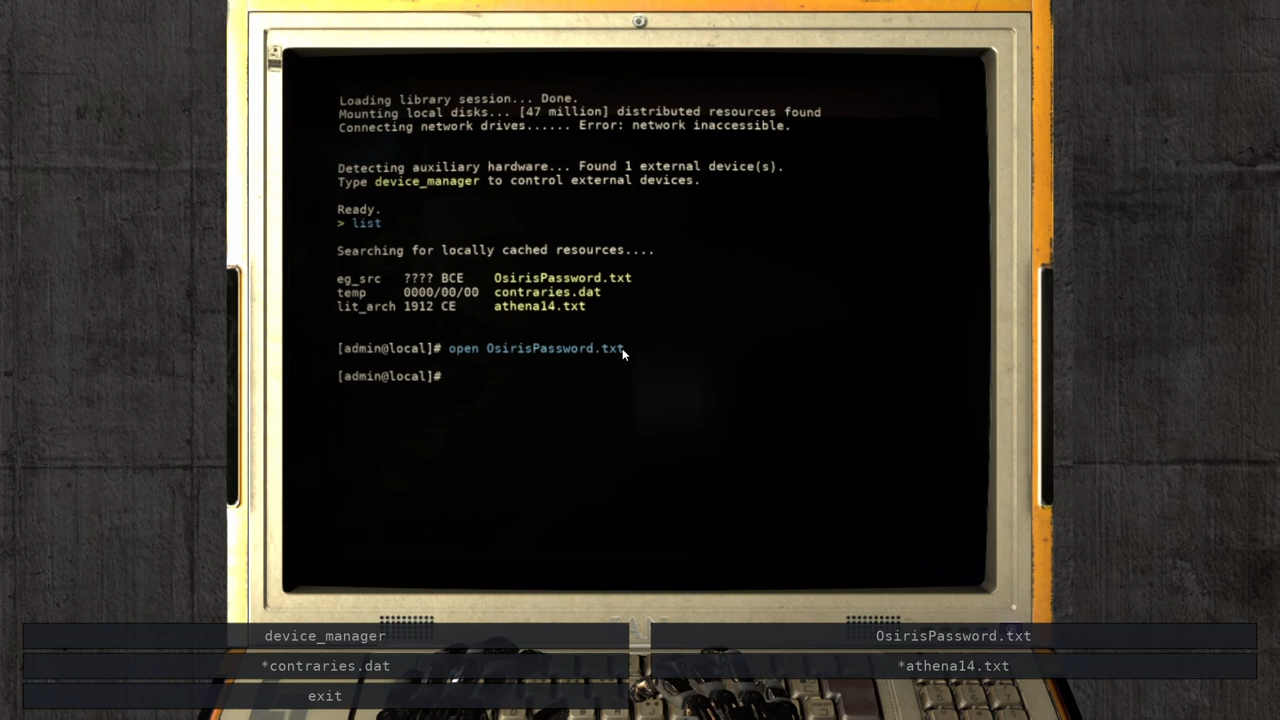 Loading library session... Done.
Mounting local disks... [47 million] distributed resources found
Connecting network drives...... Error: network inaccessible.
Detecting auxiliary hardware... Found 1 external device(s).
Type device_manager to control external devices.
Ready.
> list
Searching for locally cached resources....
eg_src ???? BCE OsirisPassword.txt
temp 0000/00/00 contraries.dat
lit_arch 1912 CE athena14.txt
[admin@local]# open OsirisPassword.txt
[admin@local]#
device_manager OsirisPassword.txt
*contraries.dat *athena14.txt
exit